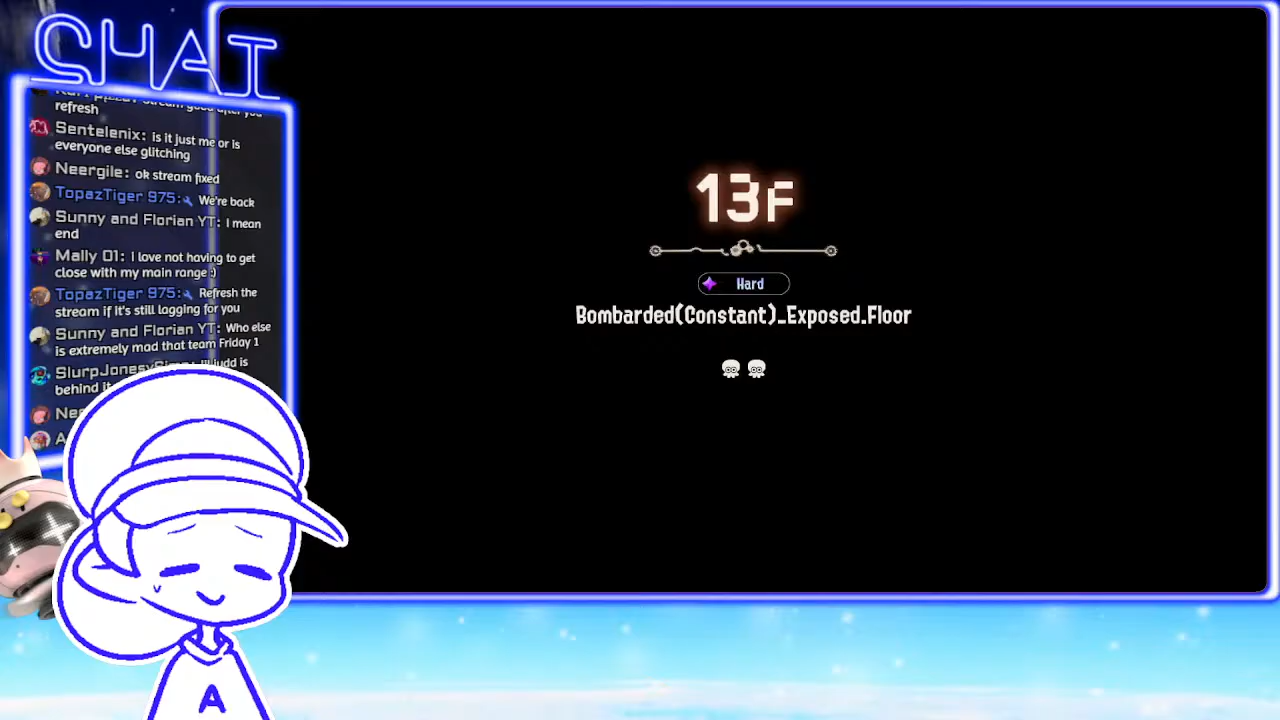 CHAT
refresh
Sentelenix: is it just me or is
everyone else glitching
Neergile: ok stream fixed
TopazTiger 975: We're back
Sunny and Florian YT: I mean
end
Mally 01: I love not having to get
close with my main range :)
TopazTiger 975: Refresh the
stream if it's still lagging for you
Sunny and Florian YT: Who else
is extremely mad that team Friday 1
behind
13F
Hard
Bombarded(Constant)_Exposed.Floor
A